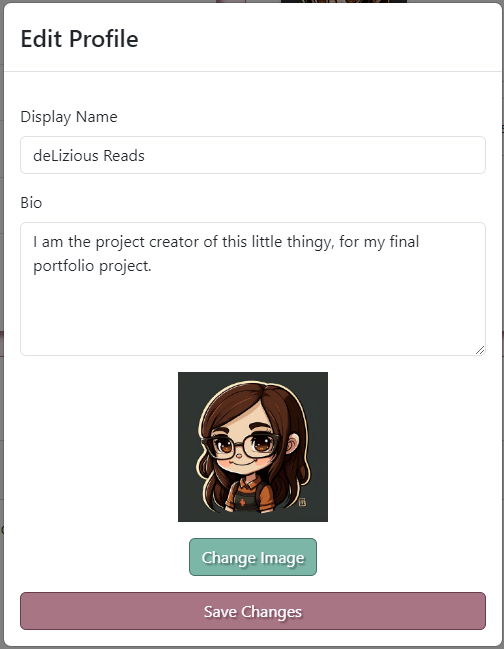 Edit Profile
Display Name
deLizious Reads
Bio
I am the project creator of this little thingy, for my final
portfolio project.
Change Image
Save Changes